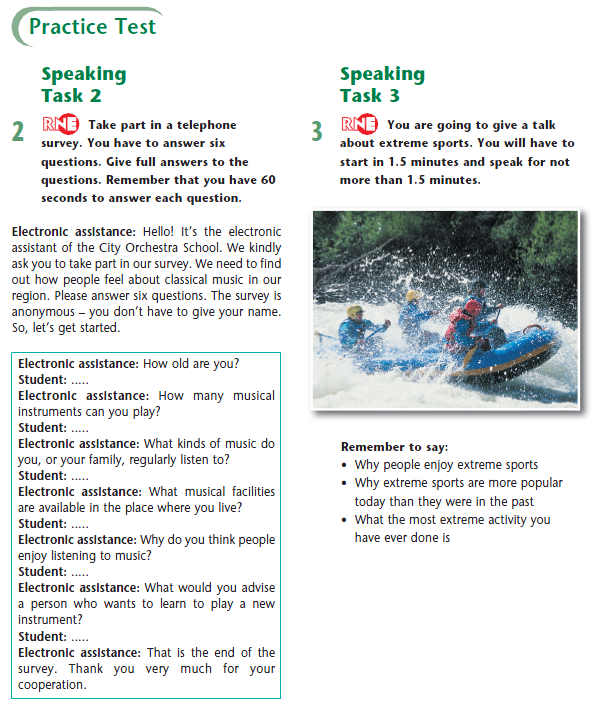 Practice Test
Speaking
Task 2
2 RNE Take part in a telephone
survey. You have to answer six
questions. Give full answers to the
questions. Remember that you have 60
seconds to answer each question.
Electronic assistance: Hello! It's the electronic
assistant of the City Orchestra School. We kindly
ask you to take part in our survey. We need to find
out how people feel about classical music in our
region. Please answer six questions. The survey is
anonymous – you don't have to give your name.
So, let's get started.
Electronic assistance: How old are you?
Student: .....
Electronic assistance: How many musical
instruments can you play?
Student: .....
Electronic assistance: What kinds of music do
you, or your family, regularly listen to?
Student: .....
Electronic assistance: What musical facilities
are available in the place where you live?
Student: .....
Electronic assistance: Why do you think people
enjoy listening to music?
Student: .....
Electronic assistance: What would you advise
a person who wants to learn to play a new
instrument?
Student: .....
Electronic assistance: That is the end of the
survey. Thank you very much for your
cooperation.
Speaking
Task 3
3 RNE You are going to give a talk
about extreme sports. You will have to
start in 1.5 minutes and speak for not
more than 1.5 minutes.
Remember to say:
• Why people enjoy extreme sports
• Why extreme sports are more popular
today than they were in the past
• What the most extreme activity you
have ever done is